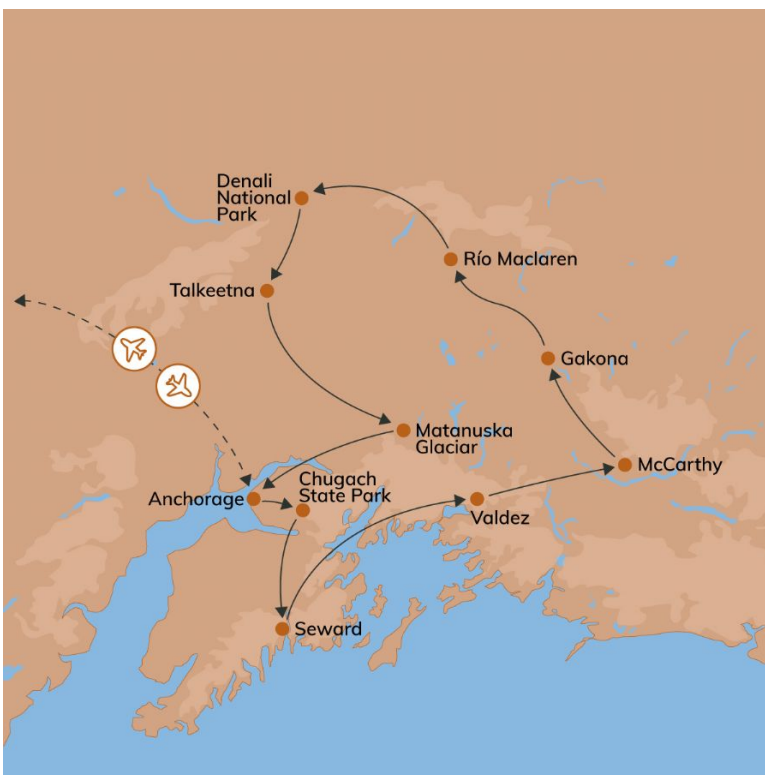 Denali
National
Park
Río Maclaren
Talkeetna
Gakona
Matanuska
Glaciar
McCarthy
Chugach
State Park
Anchorage
Valdez
Seward